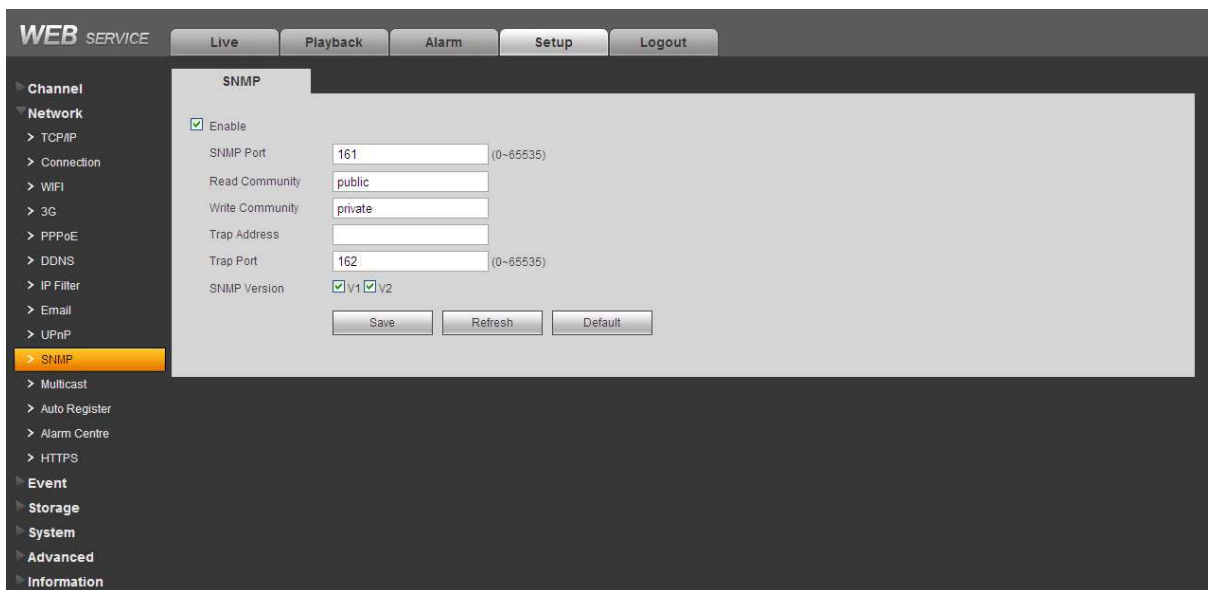 WEB SERVICE
Live Playback Alarm Setup Logout
Channel
Network
> TCP/IP
> Connection
> WIFI
> 3G
> PPPoE
> DDNS
> IP Filter
> Email
> UPnP
> SNMP
> Multicast
> Auto Register
> Alarm Centre
> HTTPS
Event
Storage
System
Advanced
Information
SNMP
Enable
SNMP Port 161 (0~65535)
Read Community public
Write Community private
Trap Address
Trap Port 162 (0~65535)
SNMP Version V1 V2
Save Refresh Default